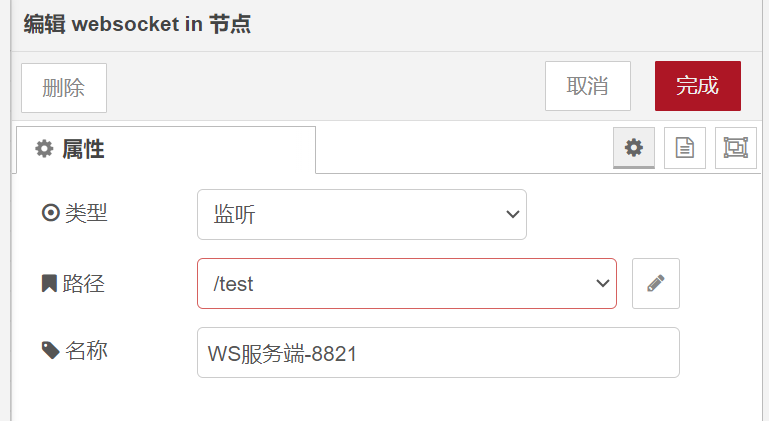 编辑 websocket in 节点
删除
取消
完成
属性
类型
监听
路径
/test
名称
WS服务端-8821